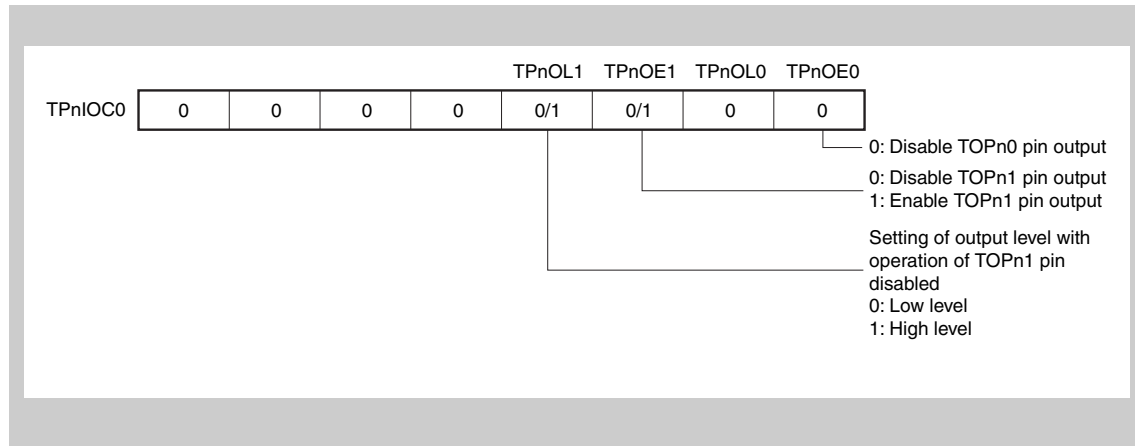 TPnOL1 TPnOE1 TPnOL0 TPnOE0
TPnIOC0 0 0 0 0 0/1 0/1 0 0
0: Disable TOPn0 pin output
0: Disable TOPn1 pin output
1: Enable TOPn1 pin output
Setting of output level with
operation of TOPn1 pin
disabled
0: Low level
1: High level